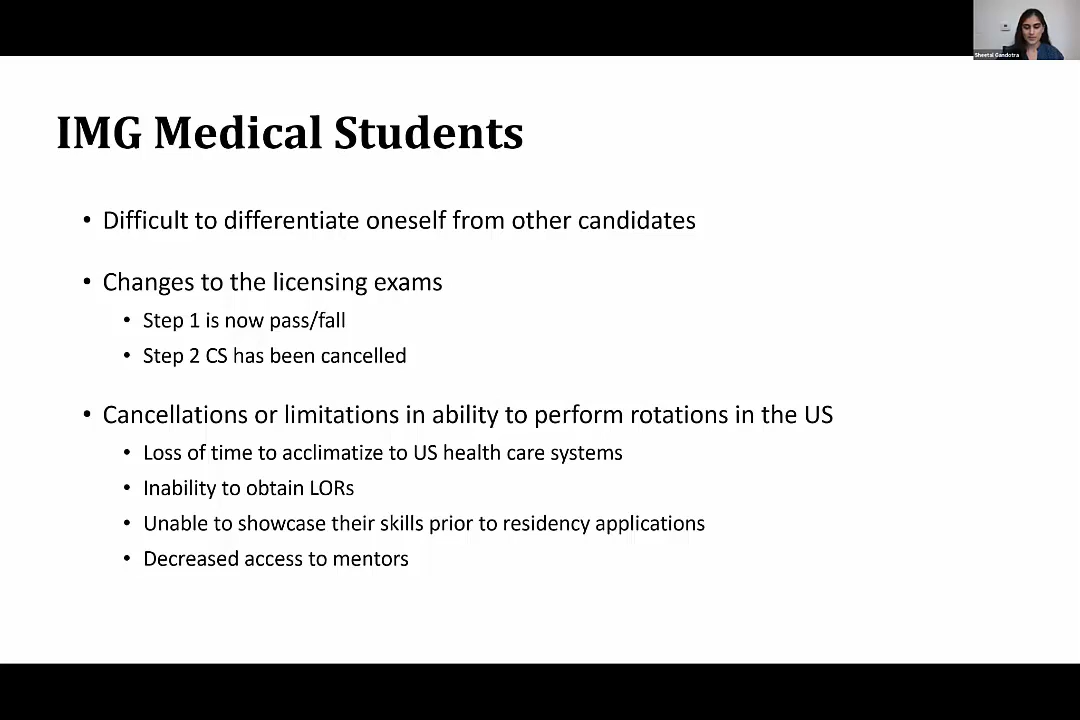 Sheetal Gandotra
IMG Medical Students
• Difficult to differentiate oneself from other candidates
• Changes to the licensing exams
• Step 1 is now pass/fall
• Step 2 CS has been cancelled
• Cancellations or limitations in ability to perform rotations in the US
• Loss of time to acclimatize to US health care systems
• Inability to obtain LORs
• Unable to showcase their skills prior to residency applications
• Decreased access to mentors